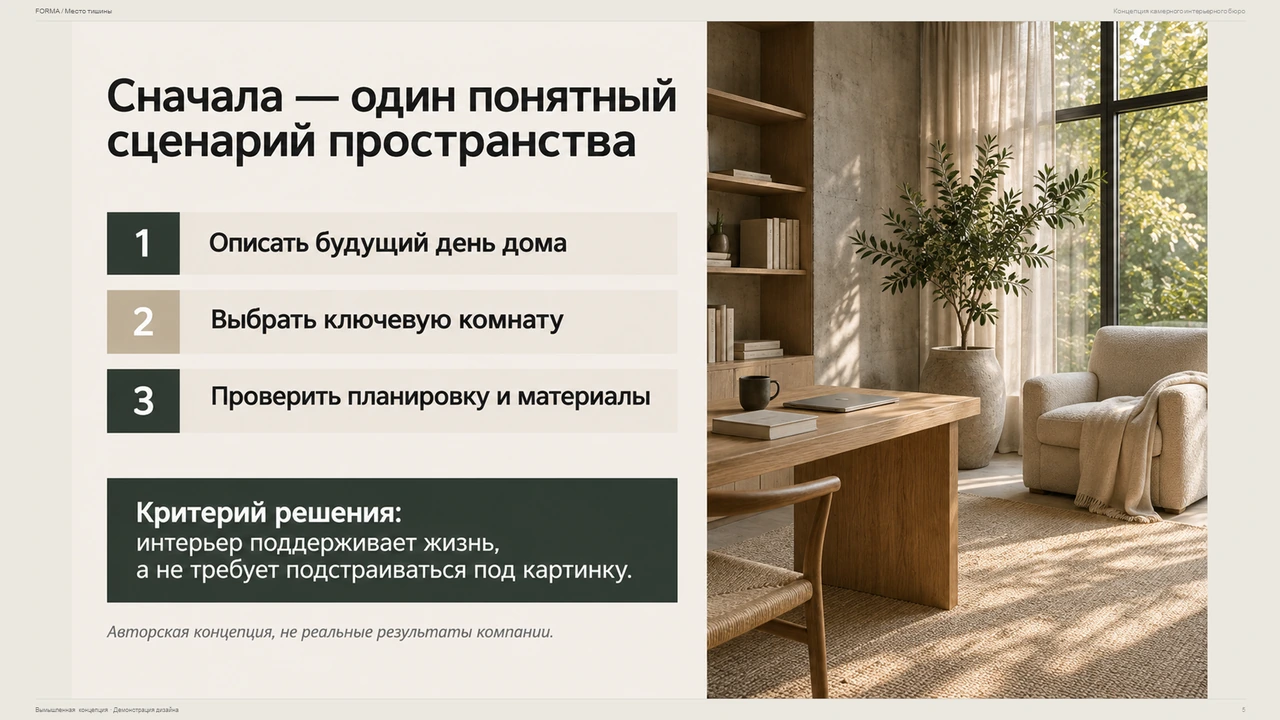 FORMA / Место тишины
Концепция камерного интерьерного бюро
Сначала — один понятный
сценарий пространства
1
Описать будущий день дома
2
Выбрать ключевую комнату
3
Проверить планировку и материалы
Критерий решения:
интерьер поддерживает жизнь,
а не требует подстраиваться под картинку.
Авторская концепция, не реальные результаты компании.
Вымышленная концепция · Демонстрация дизайна
5